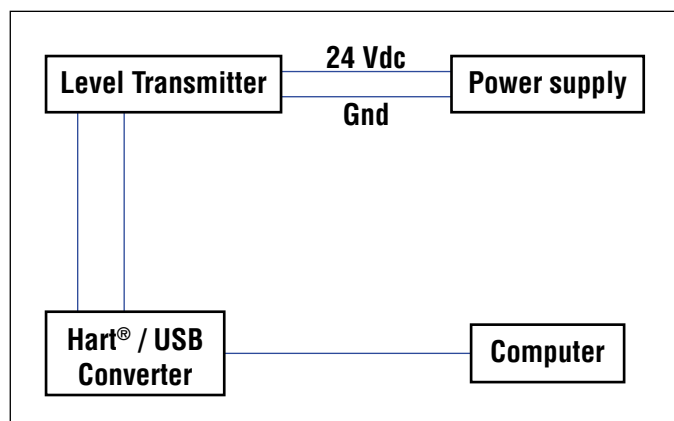 24 Vdc
Level Transmitter
Power supply
Gnd
Hart® / USB
Converter
Computer